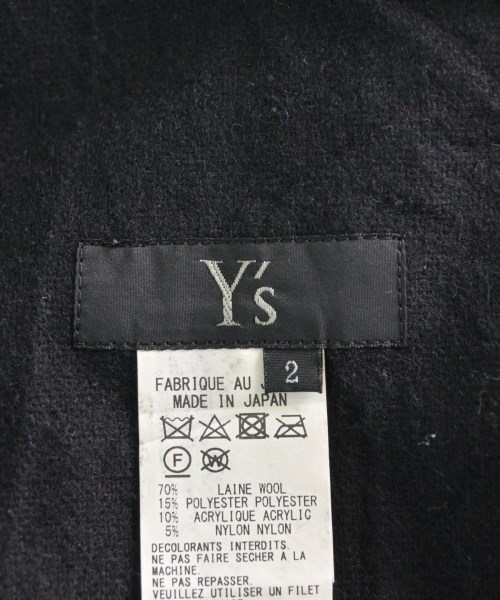 Y's
2
FABRIQUE AU J
MADE IN JAPAN
F W
70% LAINE WOOL
15% POLYESTER POLYESTER
10% ACRYLIQUE ACRYLIC
5% NYLON NYLON
DECOLORANTS INTERDITS.
NE PAS FAIRE SECHER A LA
MACHINE.
NE PAS REPASSER.
VEUILLEZ UTILISER UN FILET